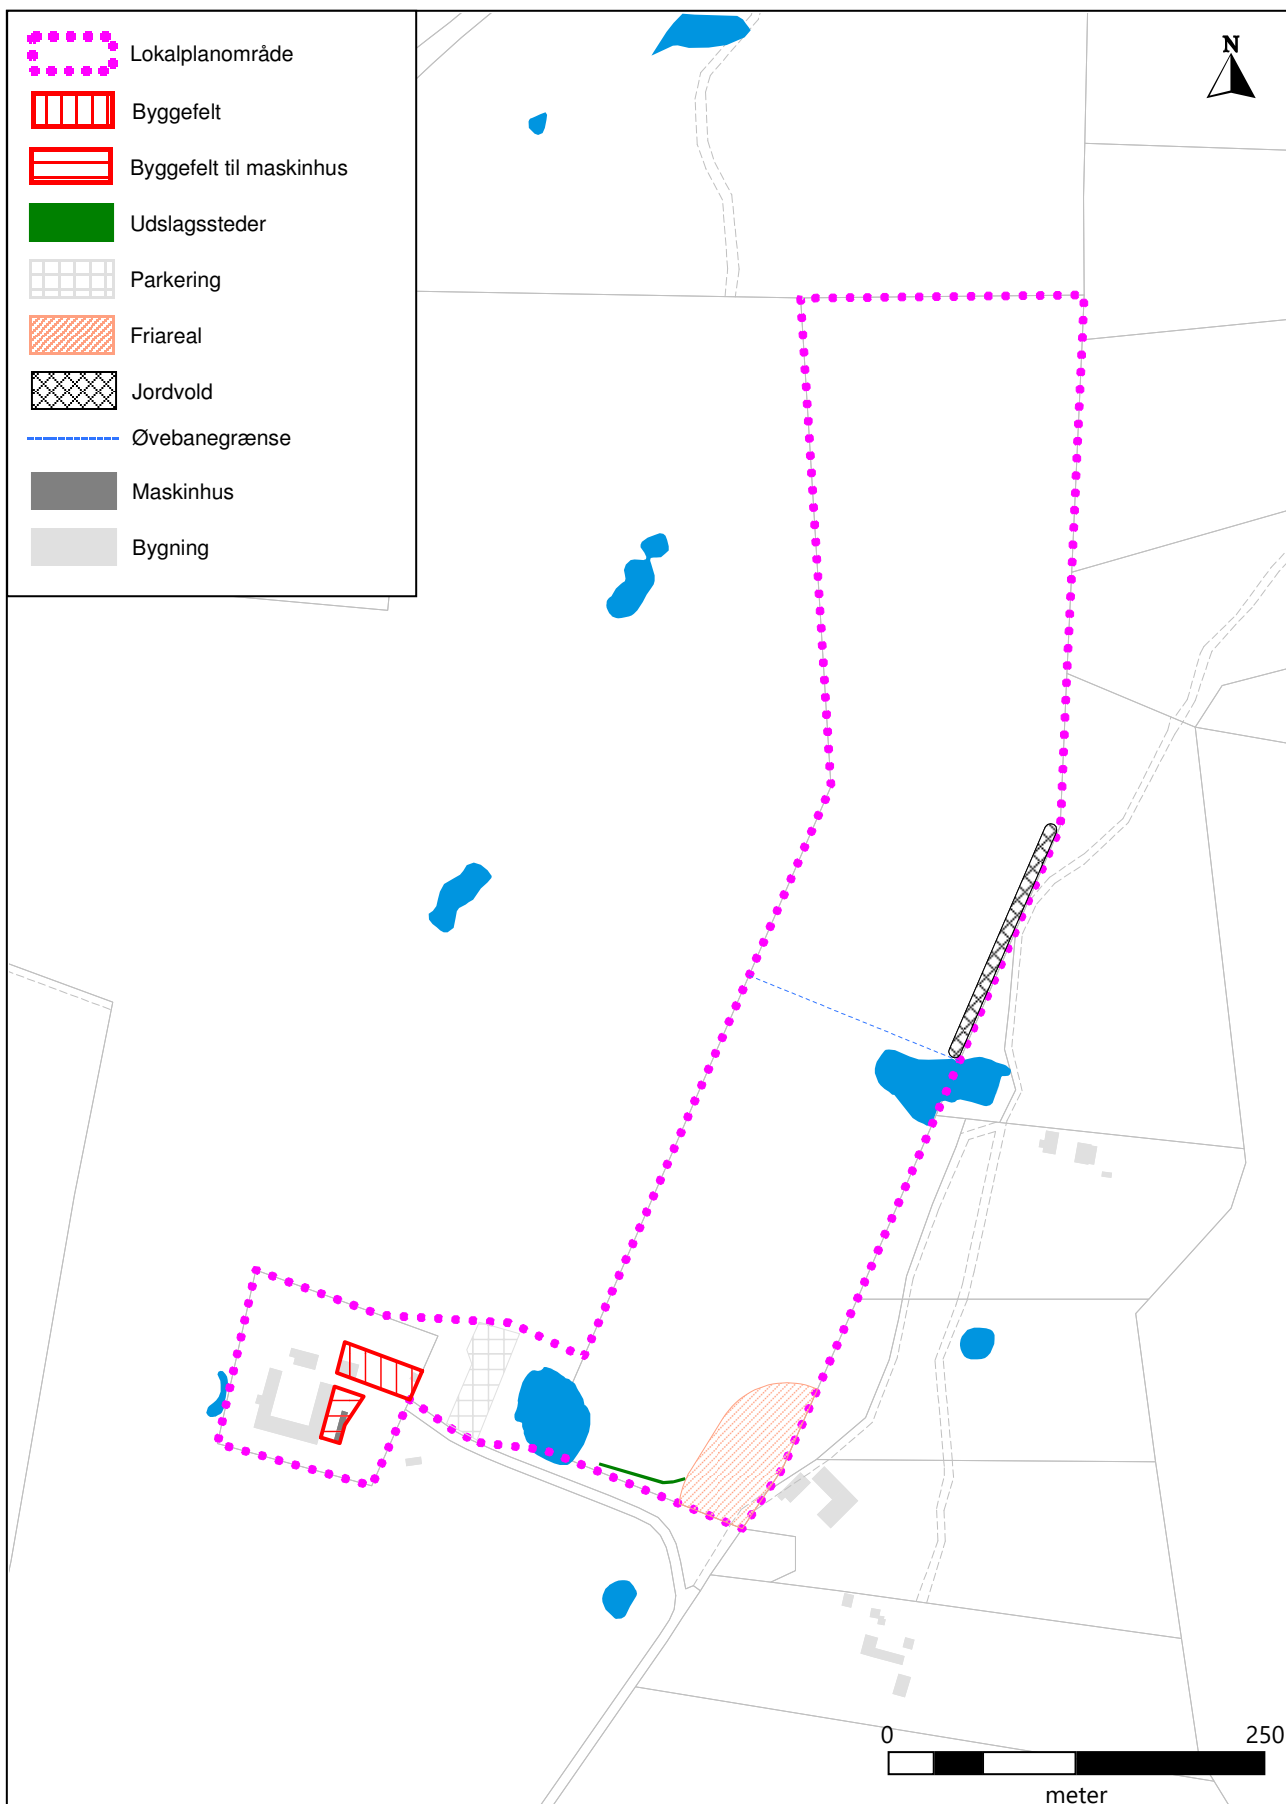 Lokalplanområde
N
Byggefelt
Byggefelt til maskinhus
Udslagssteder
Parkering
Friareal
Jordvold
Øvebanegrænse
Maskinhus
Bygning
0 250
meter